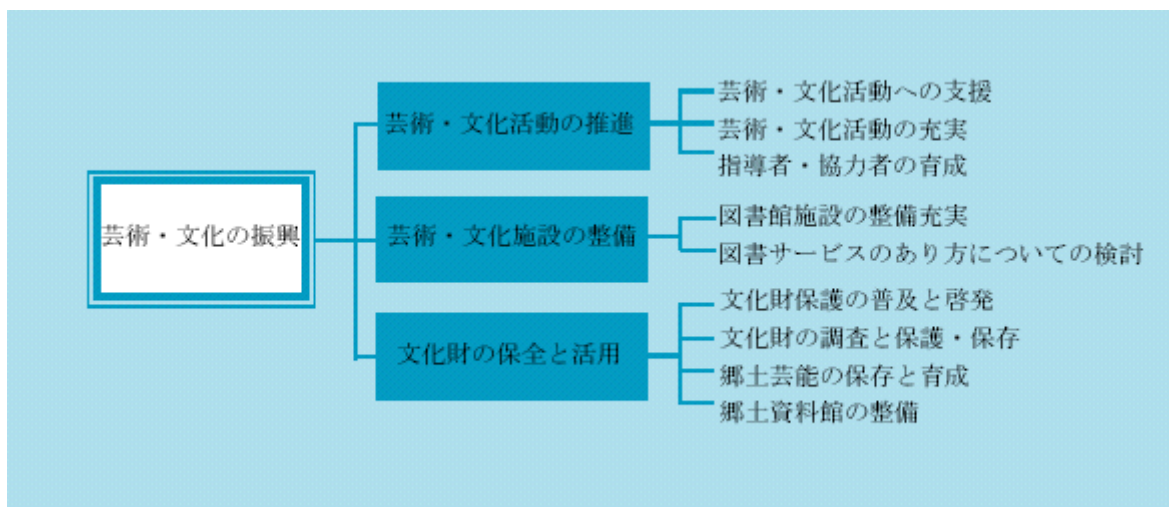 芸術・文化の振興
芸術・文化活動の推進
芸術・文化活動への支援
芸術・文化活動の充実
指導者・協力者の育成
芸術・文化施設の整備
図書館施設の整備充実
図書サービスのあり方についての検討
文化財の保全と活用
文化財保護の普及と啓発
文化財の調査と保護・保存
郷土芸能の保存と育成
郷土資料館の整備